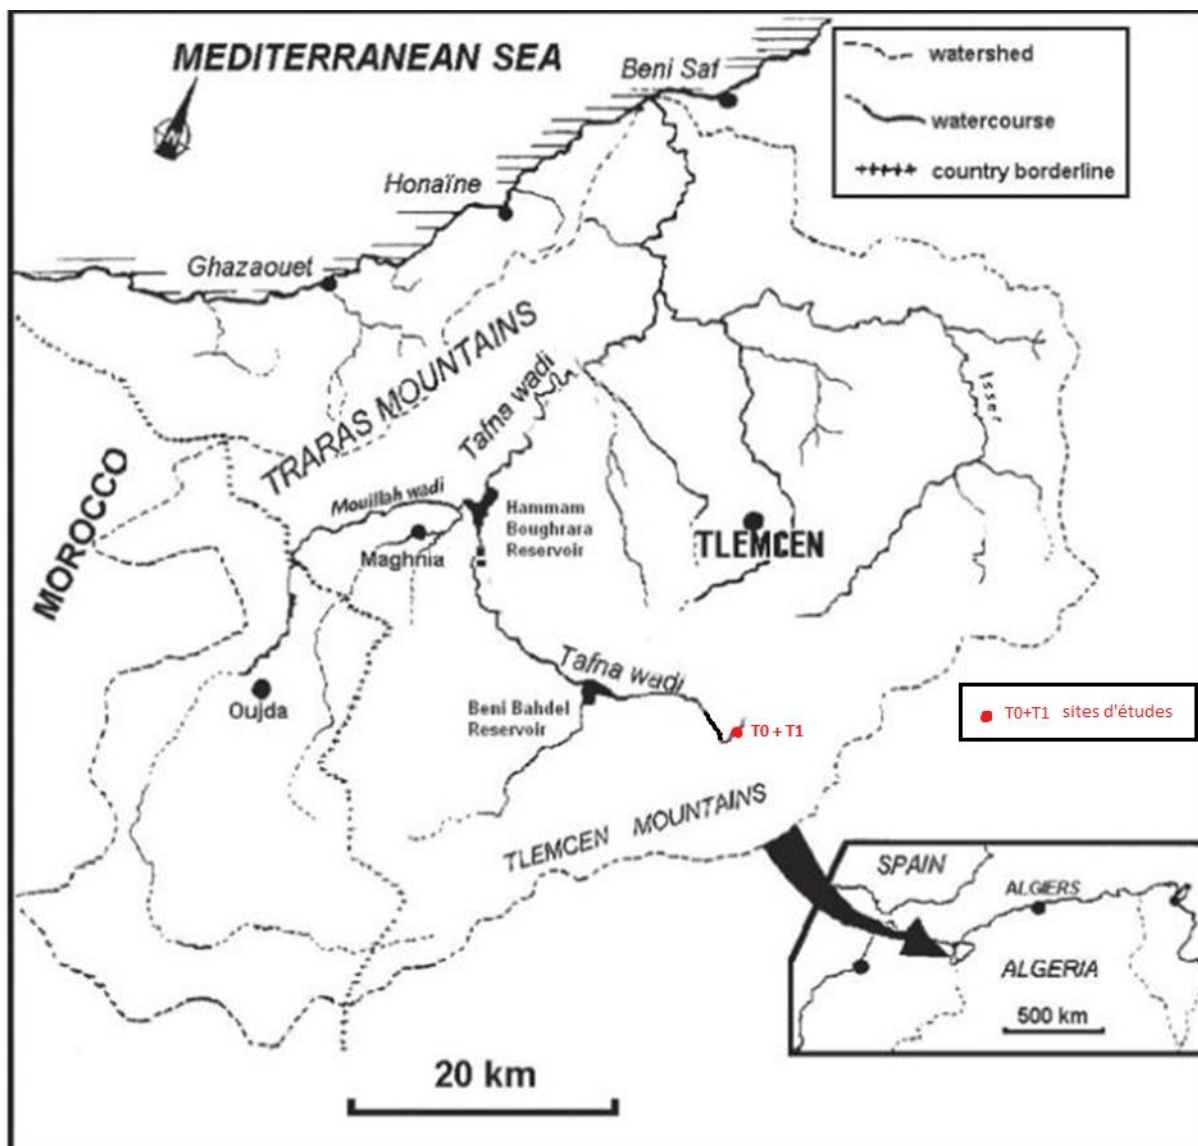 MEDITERRANEAN SEA
Beni Saf
watershed
watercourse
country borderline
Honaïne
Ghazaouet
TRARAS MOUNTAINS
Tafna wadi
Isser
MOROCCO
Mouillah wadi
Maghnia
Hammam
Boughrara
Reservoir
TLEMCEN
Oujda
Tafna wadi
Beni Bahdel
Reservoir
T0 + T1
T0+T1 sites d'études
TLEMCEN MOUNTAINS
SPAIN
ALGIERS
ALGERIA
500 km
20 km